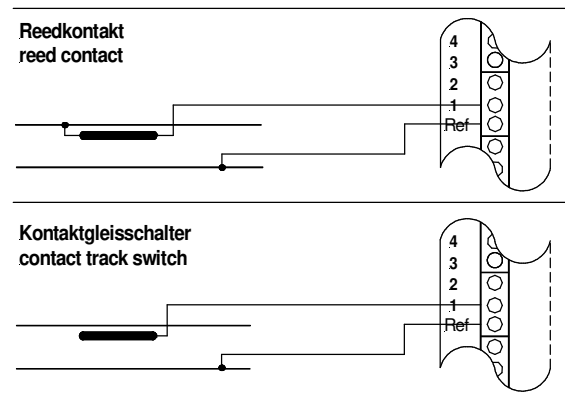 Reedkontakt
reed contact
4
3
2
1
Ref
Kontaktgleisschalter
contact track switch
4
3
2
1
Ref